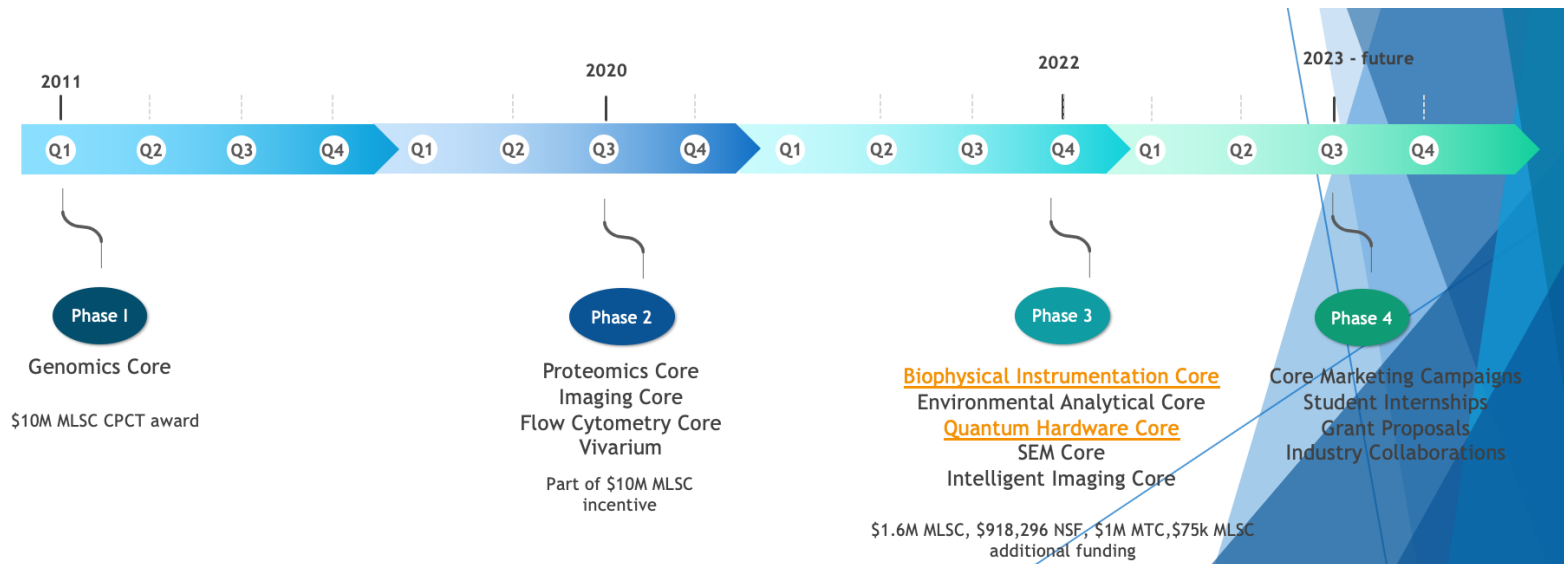 2011
2020
2022
2023 - future
Q1 Q2 Q3 Q4 Q1 Q2 Q3 Q4 Q1 Q2 Q3 Q4 Q1 Q2 Q3 Q4
Phase I
Genomics Core
$10M MLSC CPCT award
Phase 2
Proteomics Core
Imaging Core
Flow Cytometry Core
Vivarium
Part of $10M MLSC
incentive
Phase 3
Biophysical Instrumentation Core
Environmental Analytical Core
Quantum Hardware Core
SEM Core
Intelligent Imaging Core
$1.6M MLSC, $918,296 NSF, $1M MTC,$75k MLSC
additional funding
Phase 4
Core Marketing Campaigns
Student Internships
Grant Proposals
Industry Collaborations